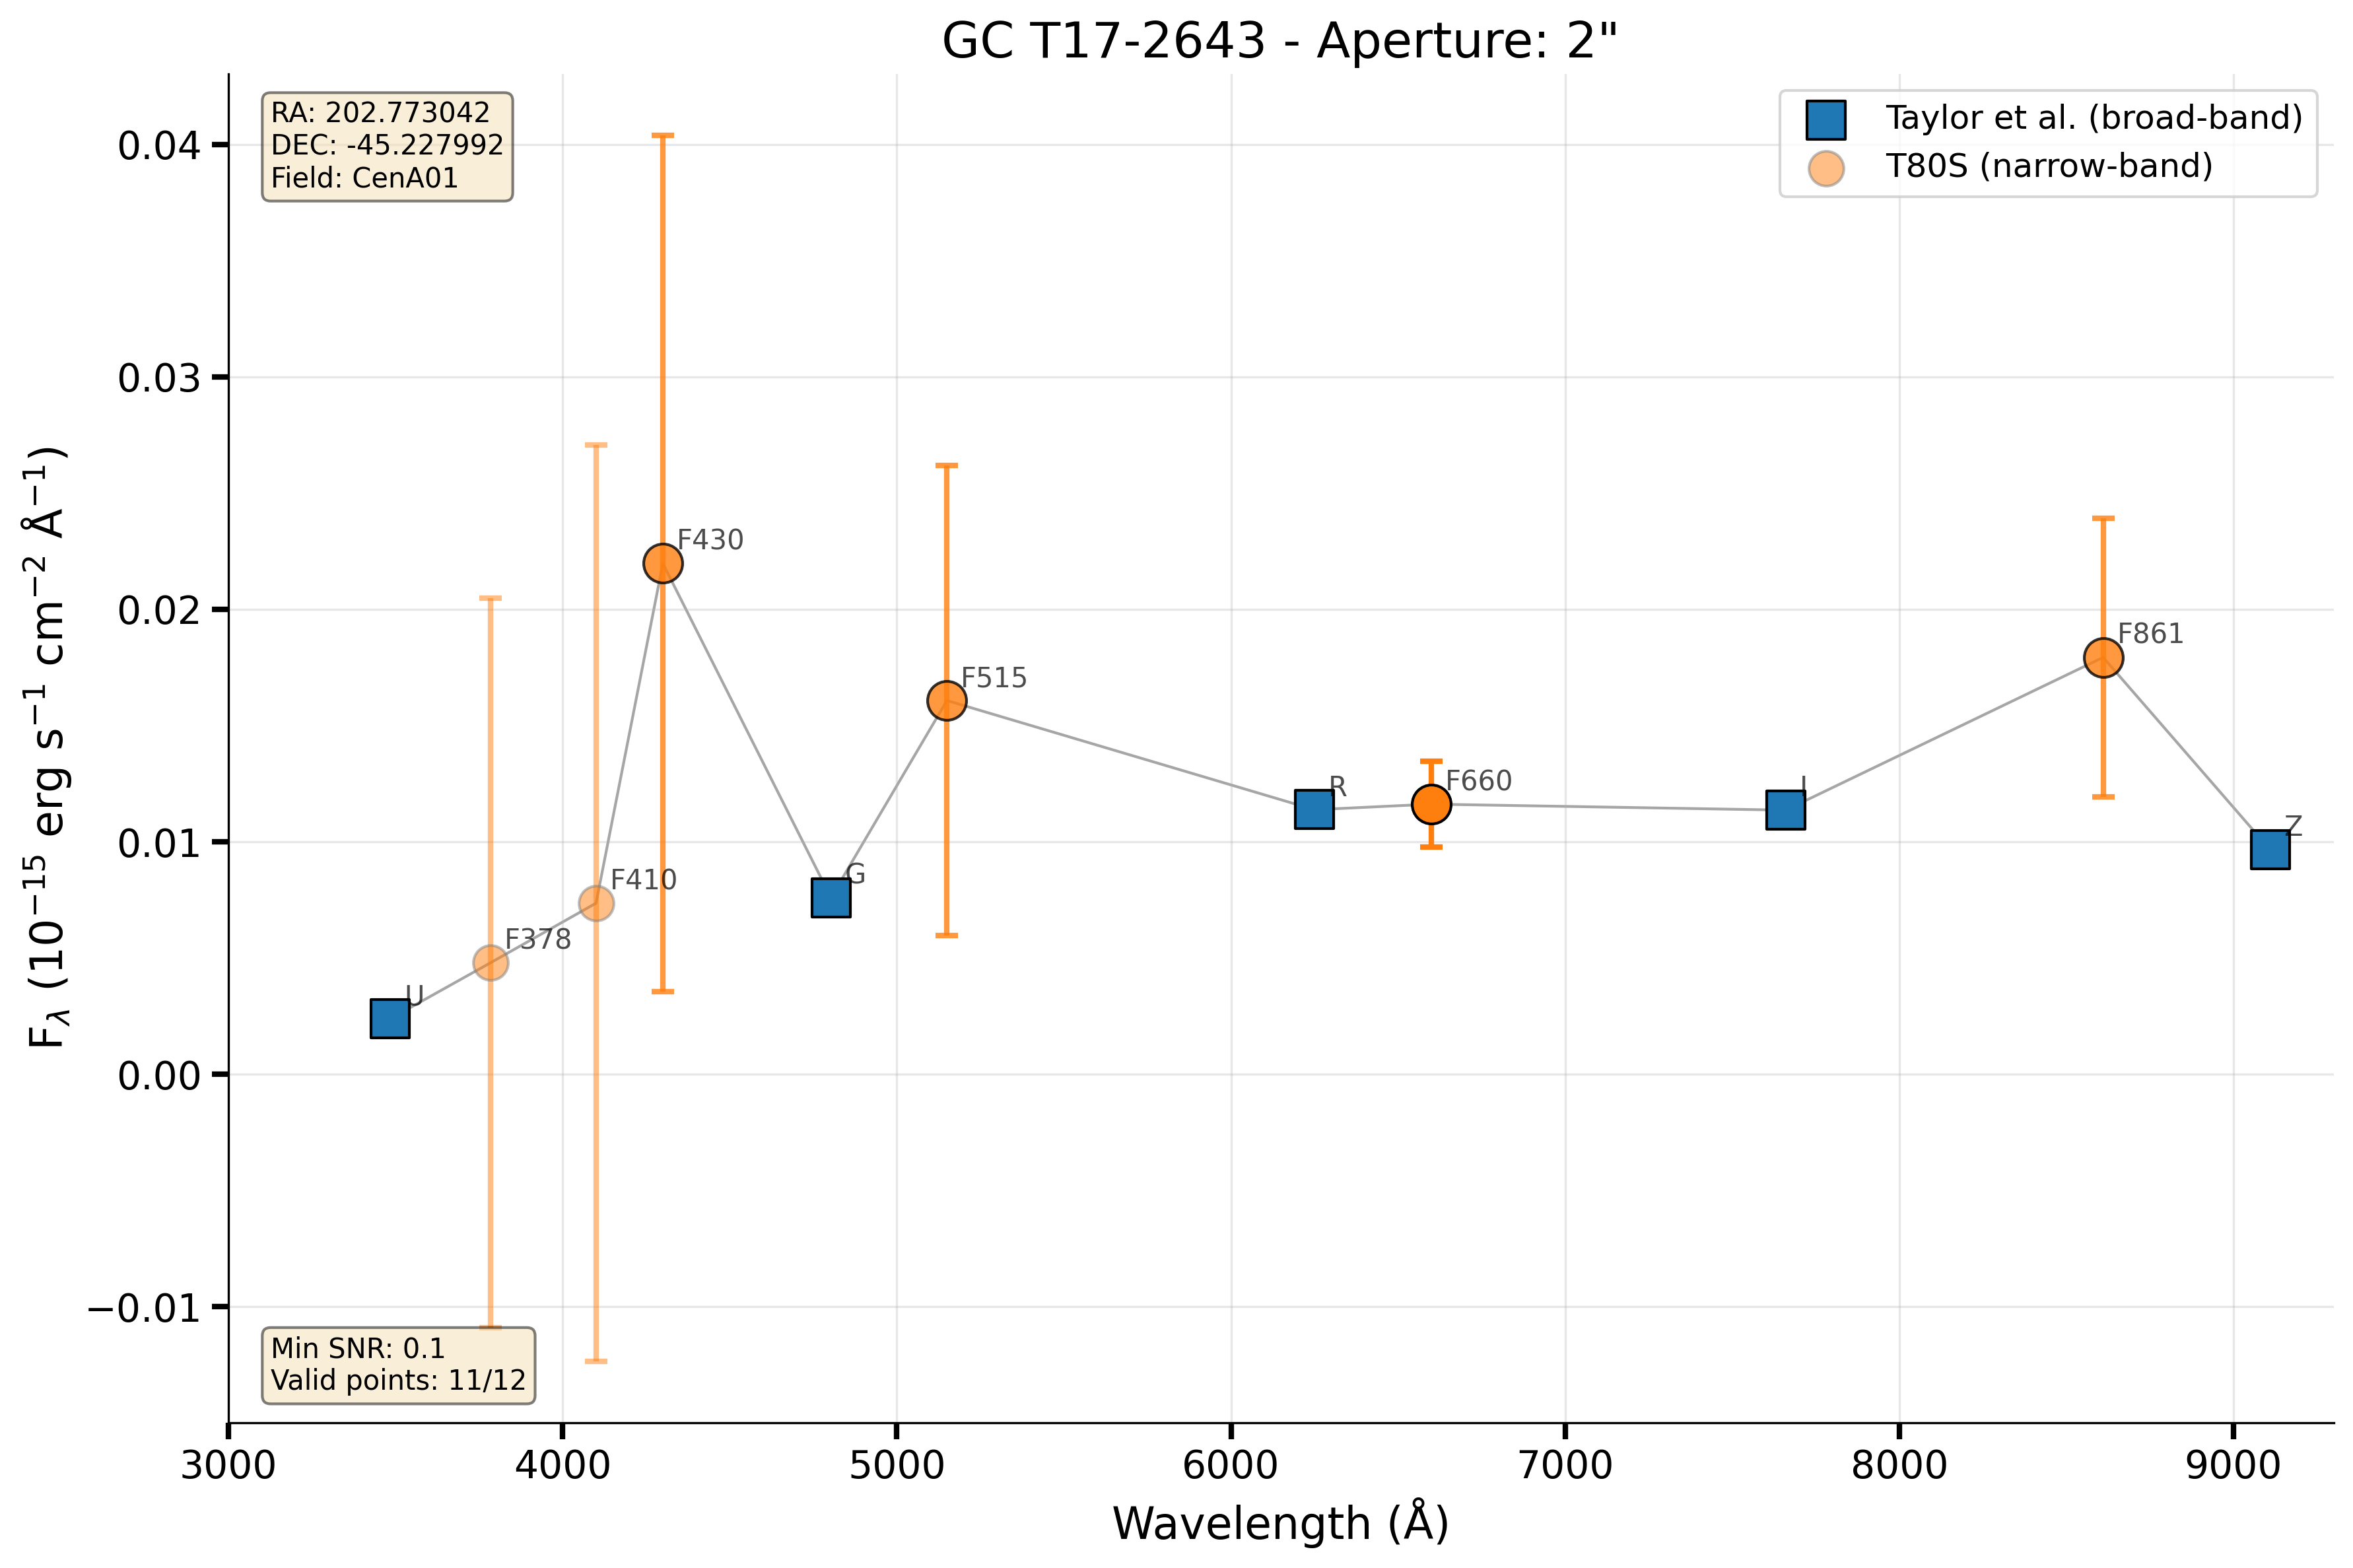 GC T17-2643 - Aperture: 2"
RA: 202.773042
DEC: -45.227992
Field: CenA01
Taylor et al. (broad-band)
T80S (narrow-band)
0.04
0.03
0.02
0.01
0.00
−0.01
F$_λ$ (10$^{−15}$ erg s$^{−1}$ cm$^{−2}$ Å$^{−1}$)
U
F378
F410
F430
G
F515
R
F660
I
F861
Z
Min SNR: 0.1
Valid points: 11/12
3000 4000 5000 6000 7000 8000 9000
Wavelength (Å)